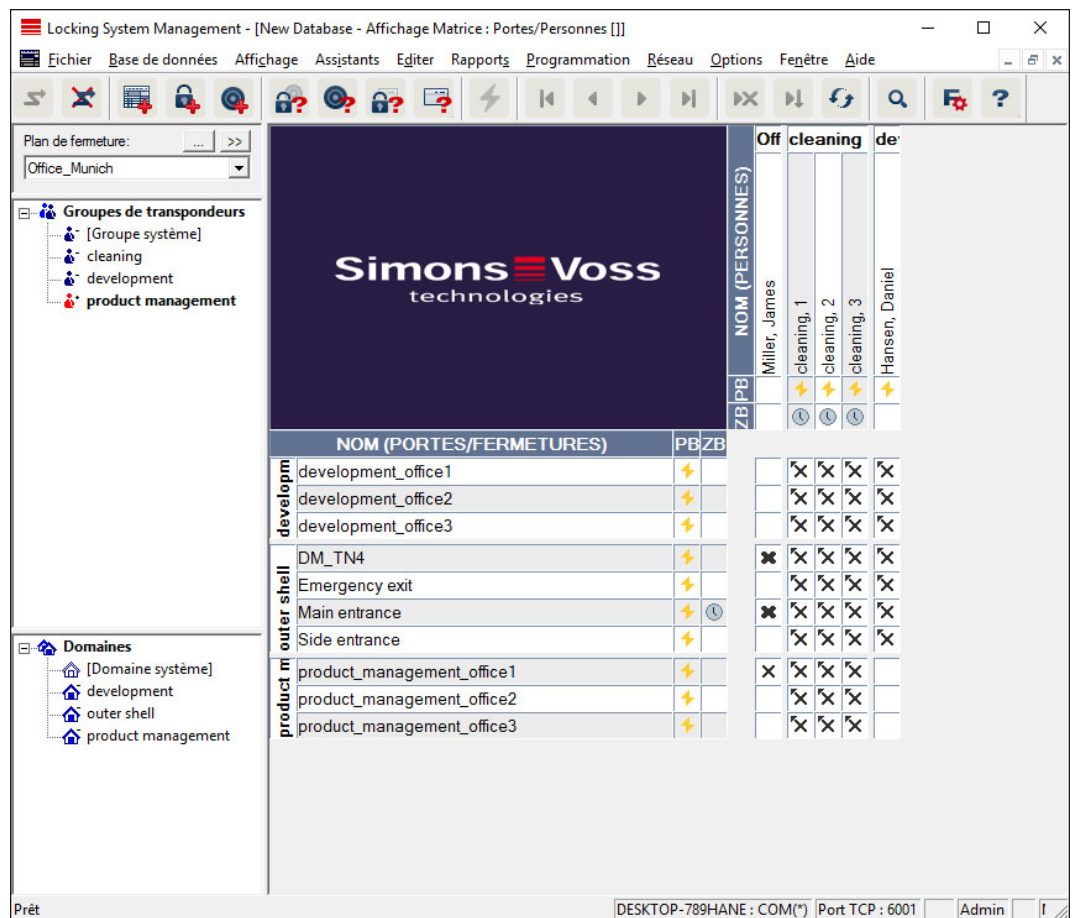 Locking System Management - [New Database - Affichage Matrice : Portes/Personnes []]
Fichier Base de données Affichage Assistants Editer Rapports Programmation Réseau Options Fenêtre Aide
Plan de fermeture: ... >>
Office_Munich
Groupes de transpondeurs
[Groupe système]
cleaning
development
product management
Domaines
[Domaine système]
development
outer shell
product management
Simons Voss
technologies
Off cleaning de
NOM (PERSONNES)
Miller, James
cleaning, 1
cleaning, 2
cleaning, 3
Hansen, Daniel
PB
ZB
NOM (PORTES/FERMETURES) PB ZB
developm
development_office1
development_office2
development_office3
outer shell
DM_TN4
Emergency exit
Main entrance
Side entrance
product m
product_management_office1
product_management_office2
product_management_office3
Prêt DESKTOP-789HANE : COM(*) Port TCP : 6001 Admin